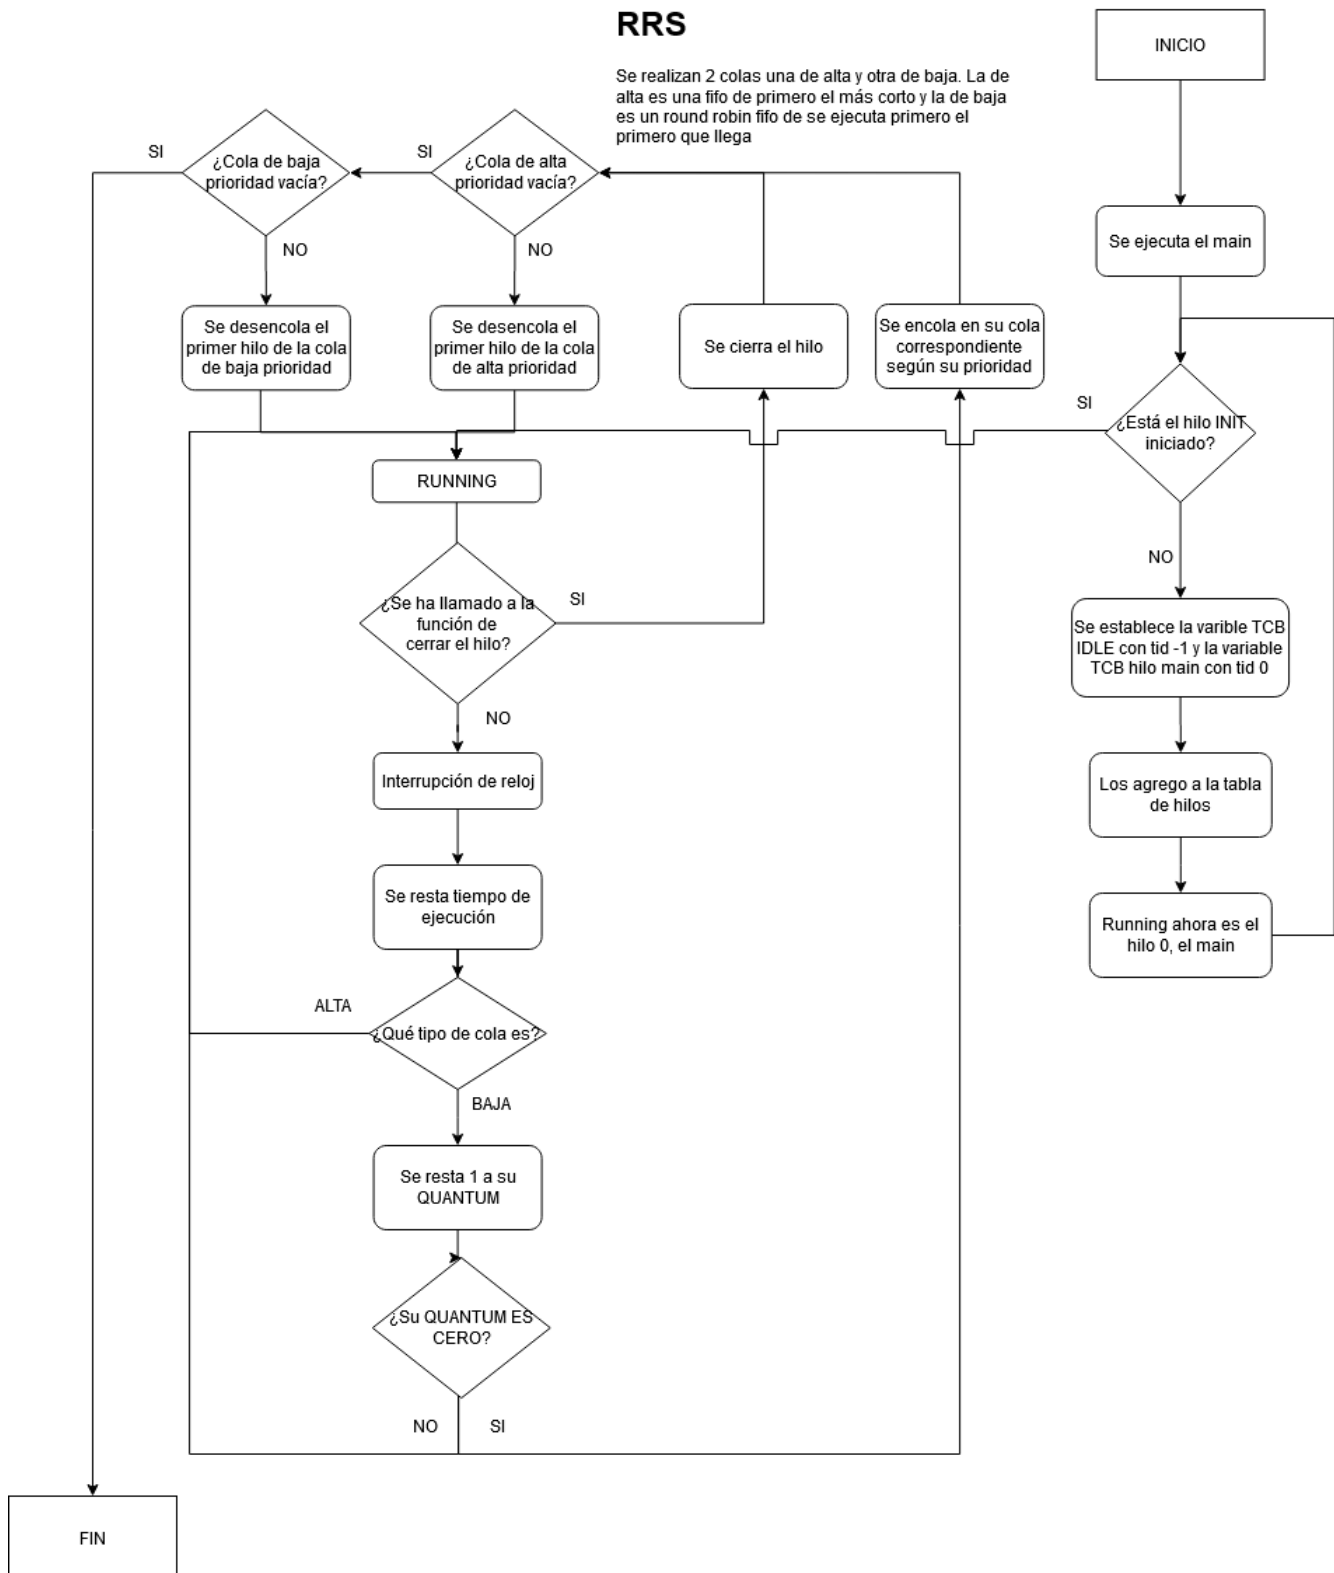 RRS
INICIO
Se realizan 2 colas una de alta y otra de baja. La de
alta es una fifo de primero el más corto y la de baja
es un round robin fifo de se ejecuta primero el
primero que llega
SI
¿Cola de baja
prioridad vacía?
SI
¿Cola de alta
prioridad vacía?
NO
NO
Se ejecuta el main
Se desencola el
primer hilo de la cola
de baja prioridad
Se desencola el
primer hilo de la cola
de alta prioridad
Se cierra el hilo
Se encola en su cola
correspondiente
según su prioridad
SI
¿Está el hilo INIT
iniciado?
RUNNING
NO
¿Se ha llamado a la
función de
cerrar el hilo?
SI
Se establece la varible TCB
IDLE con tid -1 y la variable
TCB hilo main con tid 0
NO
Interrupción de reloj
Los agrego a la tabla
de hilos
Se resta tiempo de
ejecución
Running ahora es el
hilo 0, el main
ALTA
¿Qué tipo de cola es?
BAJA
Se resta 1 a su
QUANTUM
¿Su QUANTUM ES
CERO?
NO
SI
FIN